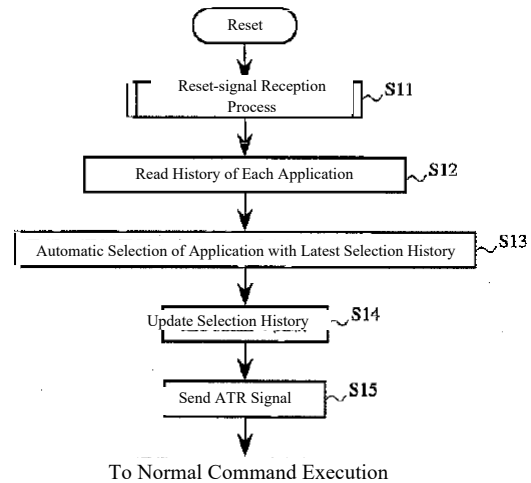 Reset
Reset-signal Reception
Process
S11
Read History of Each Application
S12
Automatic Selection of Application with Latest Selection History
S13
Update Selection History
S14
Send ATR Signal
S15
To Normal Command Execution